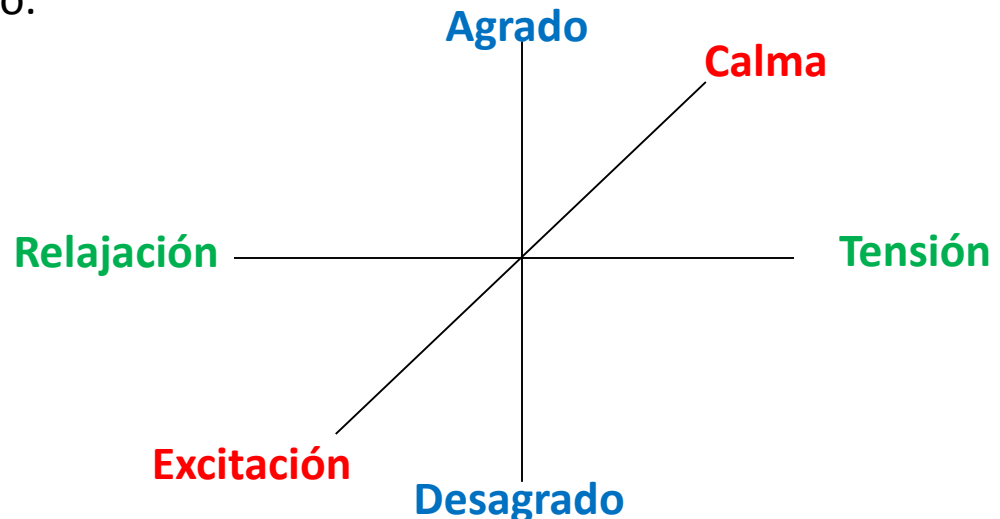 o.
Agrado
Calma
Relajación
Tensión
Excitación
Desagrado